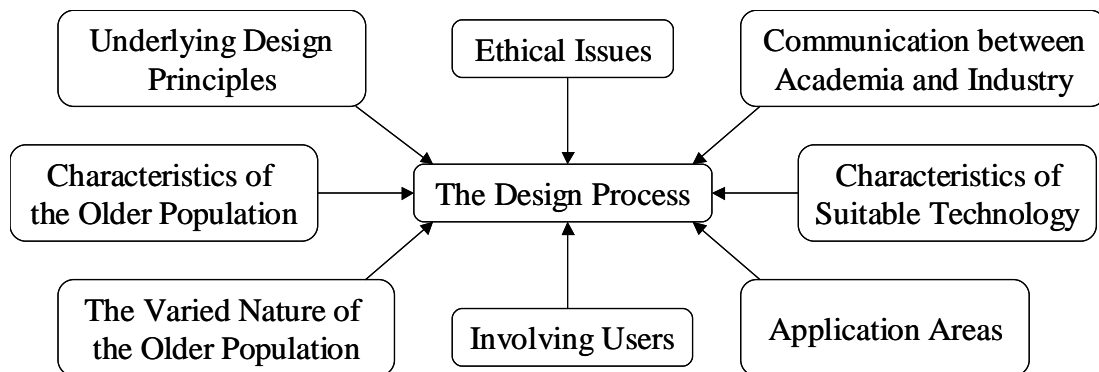 Underlying Design
Principles
Ethical Issues
Communication between
Academia and Industry
Characteristics of
the Older Population
The Design Process
Characteristics of
Suitable Technology
The Varied Nature of
the Older Population
Involving Users
Application Areas